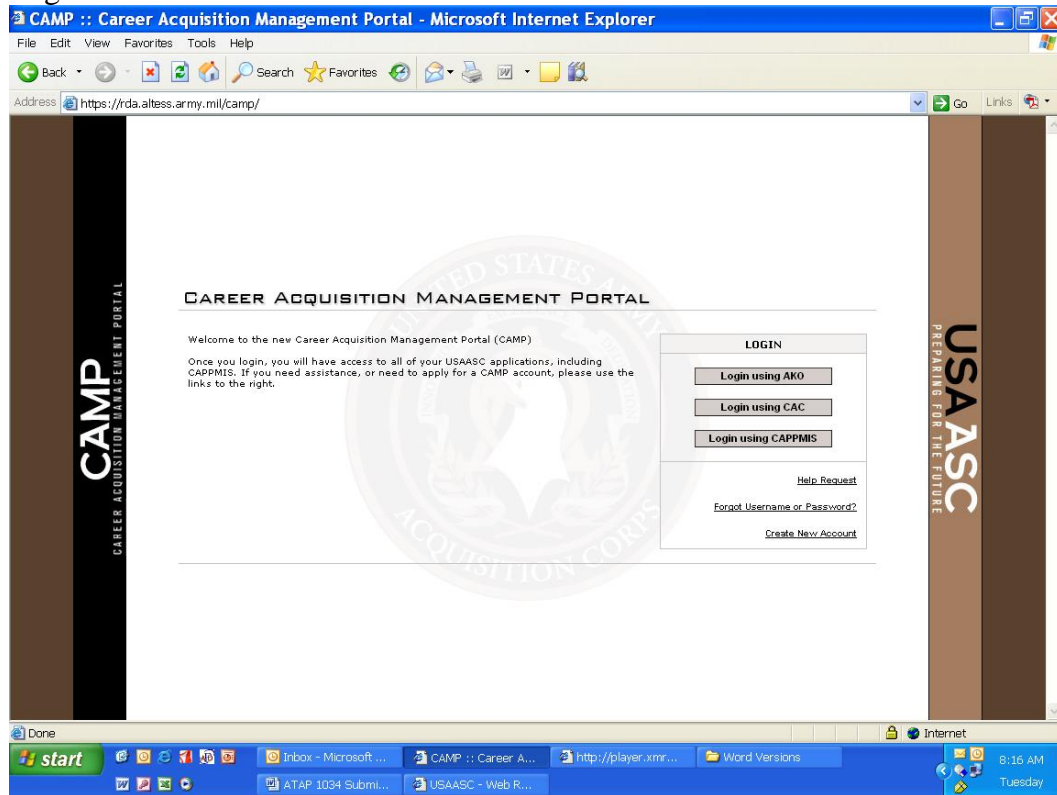 CAMP :: Career Acquisition Management Portal - Microsoft Internet Explorer
File Edit View Favorites Tools Help
Back Search Favorites
Address https://rda.altess.army.mil/camp/ Go Links
CAMP
CAREER ACQUISITION MANAGEMENT PORTAL
UNITED STATES ARMY
ACQUISITION CORPS
CAREER ACQUISITION MANAGEMENT PORTAL
Welcome to the new Career Acquisition Management Portal (CAMP)
Once you login, you will have access to all of your USAASC applications, including
CAPPMIS. If you need assistance, or need to apply for a CAMP account, please use the
links to the right.
LOGIN
Login using AKO
Login using CAC
Login using CAPPMIS
Help Request
Forgot Username or Password?
Create New Account
USAASC
PREPARING FOR THE FUTURE
Done Internet
start Inbox - Microsoft ... CAMP :: Career A... http://player.xmr... Word Versions 8:16 AM
ATAP 1034 Submi... USAASC - Web R... Tuesday